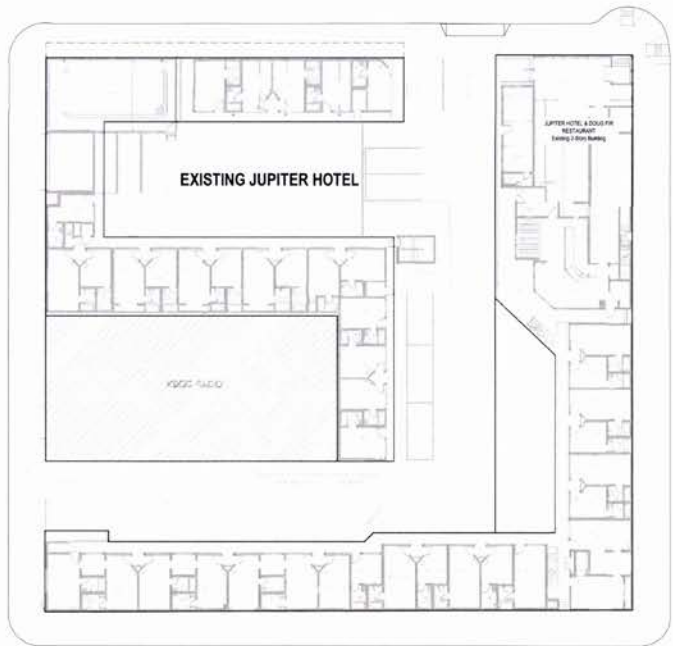 EXISTING JUPITER HOTEL
JUPITER HOTEL & DOUG FIR
RESTAURANT
Existing 2-Story Building